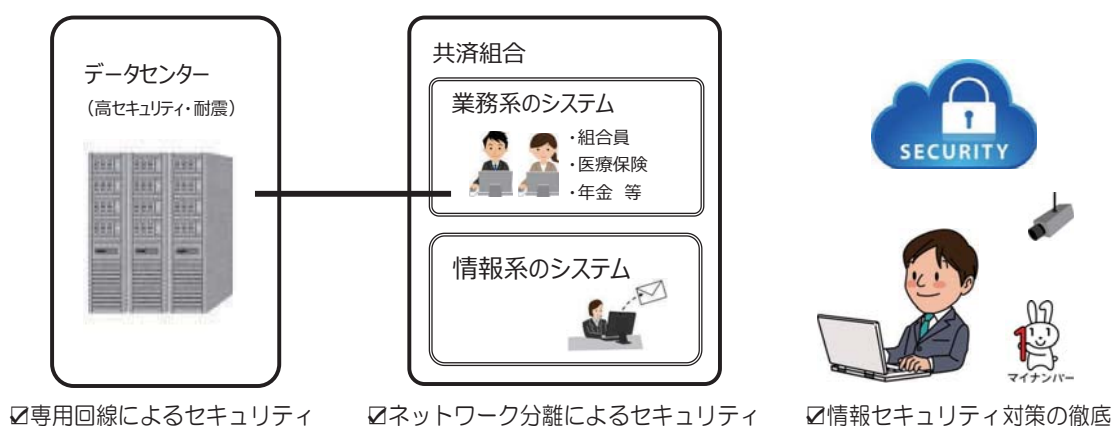 データセンター
（高セキュリティ・耐震）
共済組合
業務系のシステム
・組合員
・医療保険
・年金 等
情報系のシステム
SECURITY
マイナンバー
☑専用回線によるセキュリティ
☑ネットワーク分離によるセキュリティ
☑情報セキュリティ対策の徹底